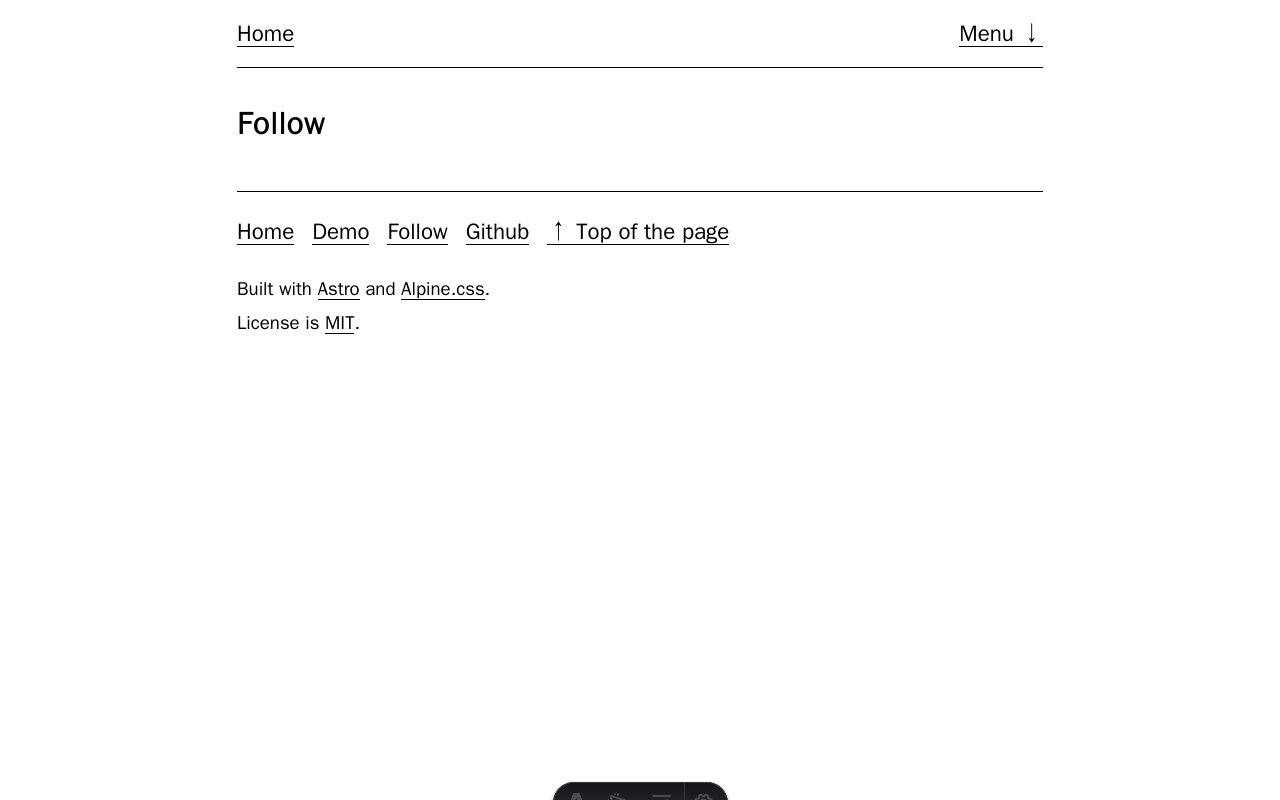 Home Menu ↓
Follow
Home Demo Follow Github ↑ Top of the page
Built with Astro and Alpine.css.
License is MIT.